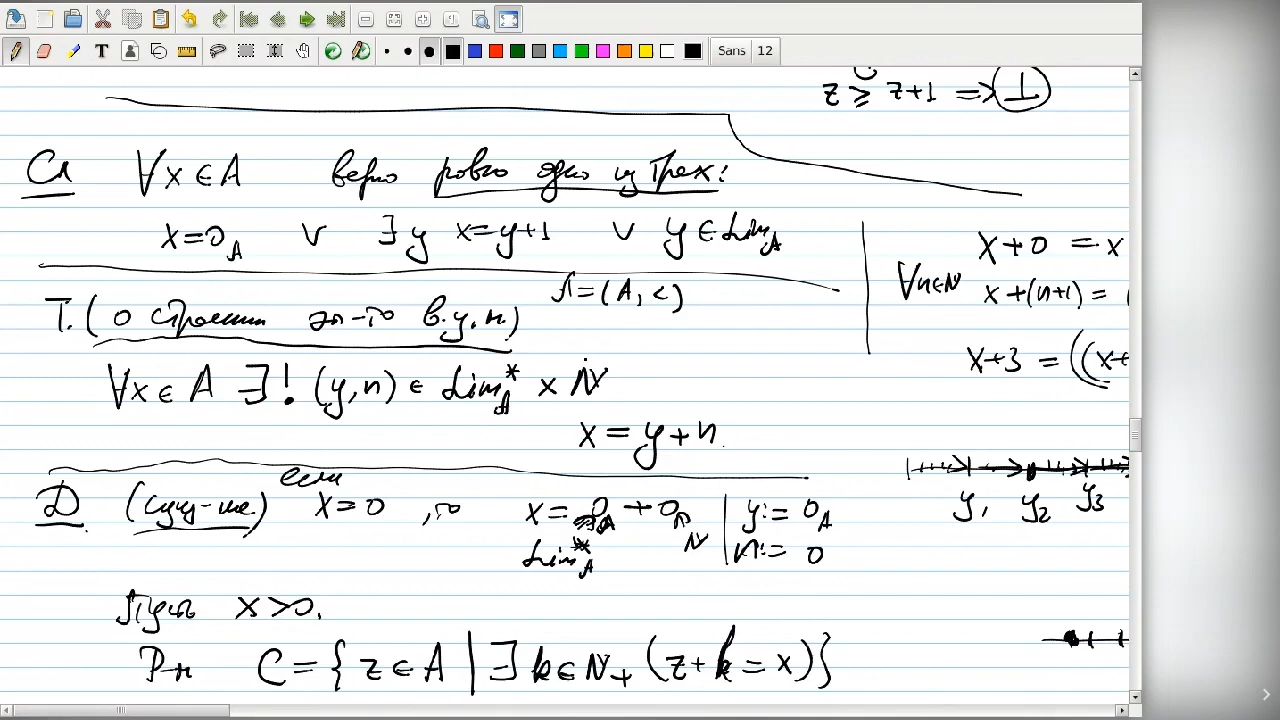 Sans 12
z ≥ z+1 => ⊥
Сл ∀x∈A верно ровно одно из трех:
x=0_A ∨ ∃y x=y+1 ∨ y∈Lim_A
X+0 = x
∀n∈N x+(n+1) = (
x+3 = ((x+
𝒜=(A,<)
Т. (о строении эл-то в.у.м.)
∀x∈A ∃! (y,n) ∈ Lim*_A × N
x = y+n
y₁ y₂ y₃
Д (сущ-ие) если x=0, то x= 0_A + 0_N | y:= 0_A
Lim*_A n:= 0
Пусть x>0.
Рм C={z∈A | ∃k∈N₊ (z+k=x)}